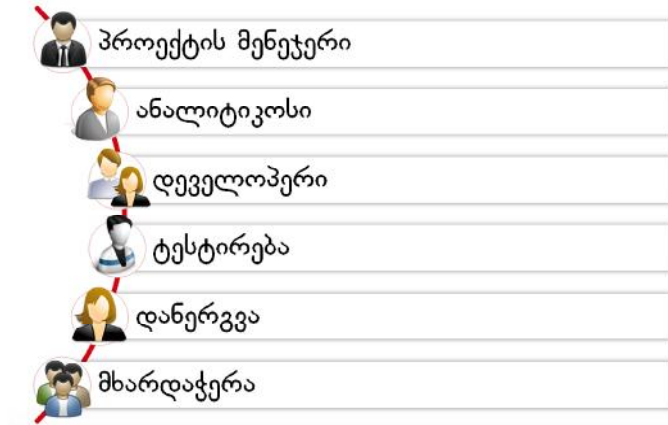 პროექტის მენეჯერი
ანალიტიკოსი
დეველოპერი
ტესტირება
დანერგვა
მხარდაჭერა